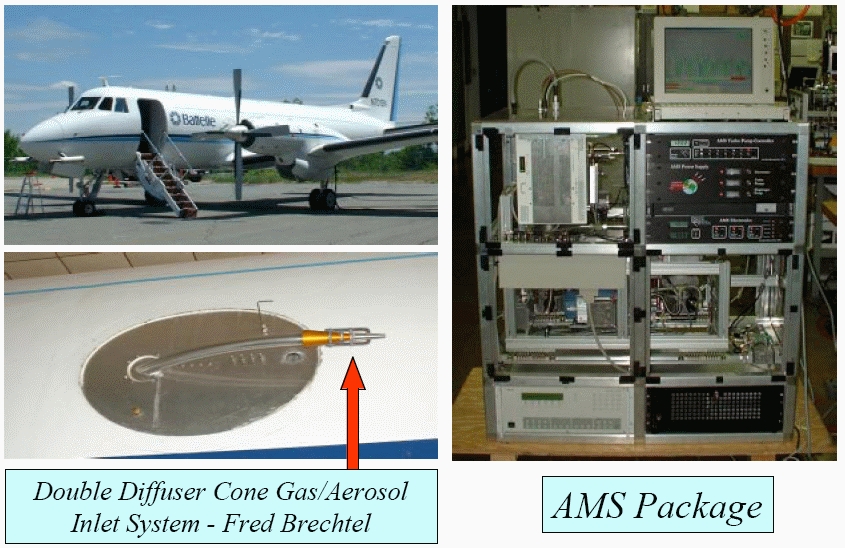 Battelle
AMS Turbo Pump Controller
AMS Power Supply
AMS Electronics
Double Diffuser Cone Gas/Aerosol
Inlet System - Fred Brechtel
AMS Package